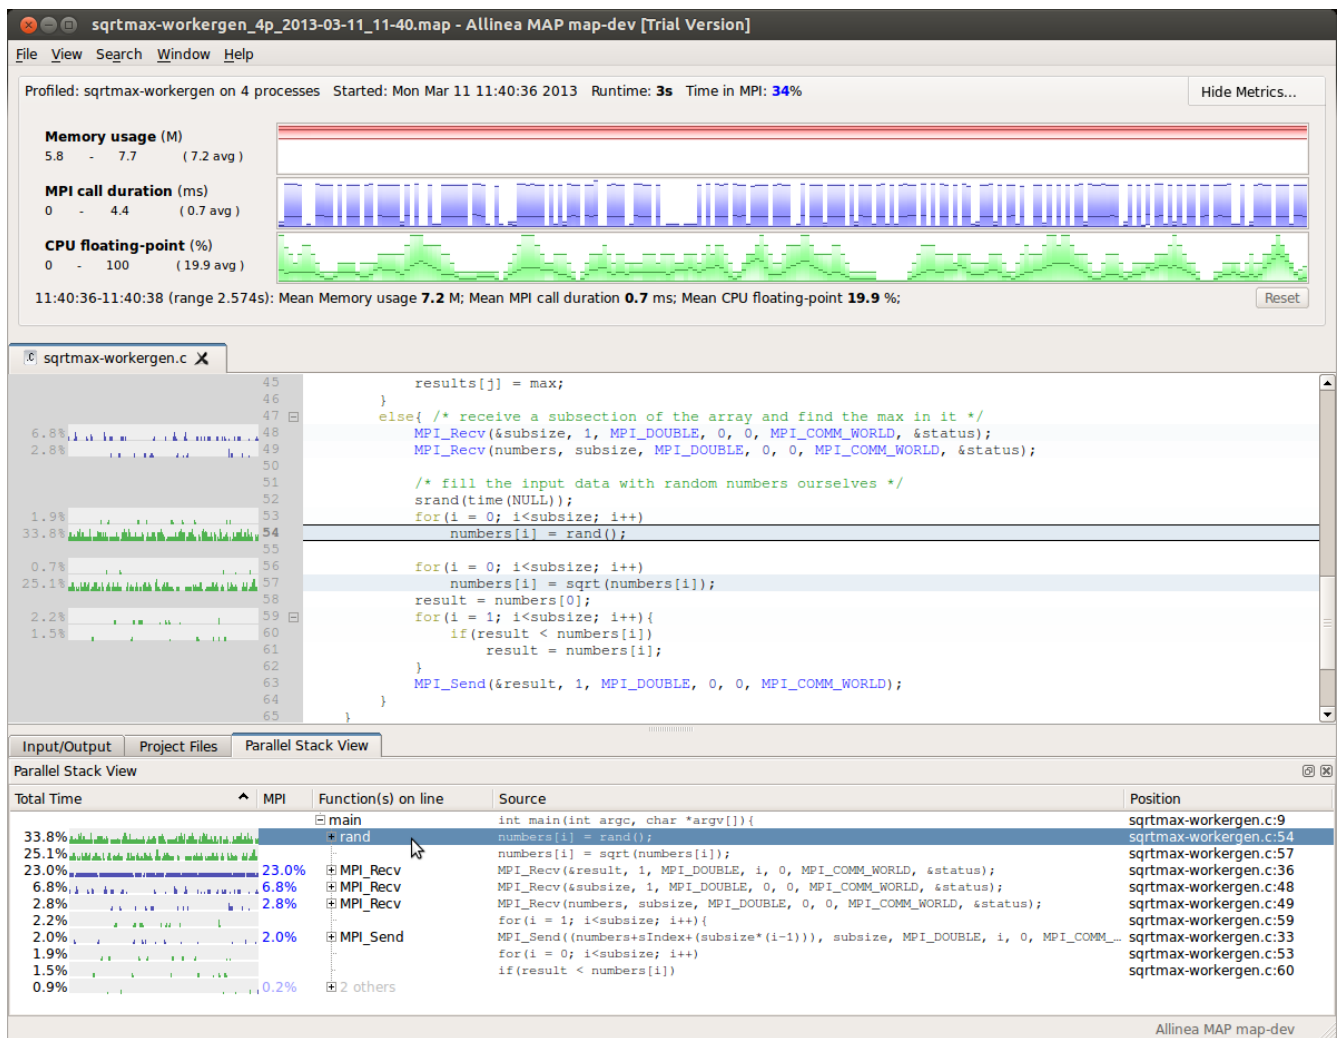 sqrtmax-workergen_4p_2013-03-11_11-40.map - Allinea MAP map-dev [Trial Version]
File View Search Window Help
Profiled: sqrtmax-workergen on 4 processes Started: Mon Mar 11 11:40:36 2013 Runtime: 3s Time in MPI: 34%
Hide Metrics...
Memory usage (M)
5.8 - 7.7 ( 7.2 avg )
MPI call duration (ms)
0 - 4.4 ( 0.7 avg )
CPU floating-point (%)
0 - 100 ( 19.9 avg )
11:40:36-11:40:38 (range 2.574s): Mean Memory usage 7.2 M; Mean MPI call duration 0.7 ms; Mean CPU floating-point 19.9 %;
Reset
sqrtmax-workergen.c
45 results[j] = max;
46 }
47 else{ /* receive a subsection of the array and find the max in it */
6.8% 48 MPI_Recv(&subsize, 1, MPI_DOUBLE, 0, 0, MPI_COMM_WORLD, &status);
2.8% 49 MPI_Recv(numbers, subsize, MPI_DOUBLE, 0, 0, MPI_COMM_WORLD, &status);
50
51 /* fill the input data with random numbers ourselves */
52 srand(time(NULL));
1.9% 53 for(i = 0; i<subsize; i++)
33.8% 54 numbers[i] = rand();
55
0.7% 56 for(i = 0; i<subsize; i++)
25.1% 57 numbers[i] = sqrt(numbers[i]);
58 result = numbers[0];
2.2% 59 for(i = 1; i<subsize; i++){
1.5% 60 if(result < numbers[i])
61 result = numbers[i];
62 }
63 MPI_Send(&result, 1, MPI_DOUBLE, 0, 0, MPI_COMM_WORLD);
64 }
65 }
Input/Output Project Files Parallel Stack View
Parallel Stack View
Total Time MPI Function(s) on line Source Position
main int main(int argc, char *argv[]){ sqrtmax-workergen.c:9
33.8% rand numbers[i] = rand(); sqrtmax-workergen.c:54
25.1% numbers[i] = sqrt(numbers[i]); sqrtmax-workergen.c:57
23.0% 23.0% MPI_Recv MPI_Recv(&result, 1, MPI_DOUBLE, i, 0, MPI_COMM_WORLD, &status); sqrtmax-workergen.c:36
6.8% 6.8% MPI_Recv MPI_Recv(&subsize, 1, MPI_DOUBLE, 0, 0, MPI_COMM_WORLD, &status); sqrtmax-workergen.c:48
2.8% 2.8% MPI_Recv MPI_Recv(numbers, subsize, MPI_DOUBLE, 0, 0, MPI_COMM_WORLD, &status); sqrtmax-workergen.c:49
2.2% for(i = 1; i<subsize; i++){ sqrtmax-workergen.c:59
2.0% 2.0% MPI_Send MPI_Send((numbers+sIndex+(subsize*(i-1))), subsize, MPI_DOUBLE, i, 0, MPI_COMM_... sqrtmax-workergen.c:33
1.9% for(i = 0; i<subsize; i++) sqrtmax-workergen.c:53
1.5% if(result < numbers[i]) sqrtmax-workergen.c:60
0.9% 0.2% 2 others
Allinea MAP map-dev